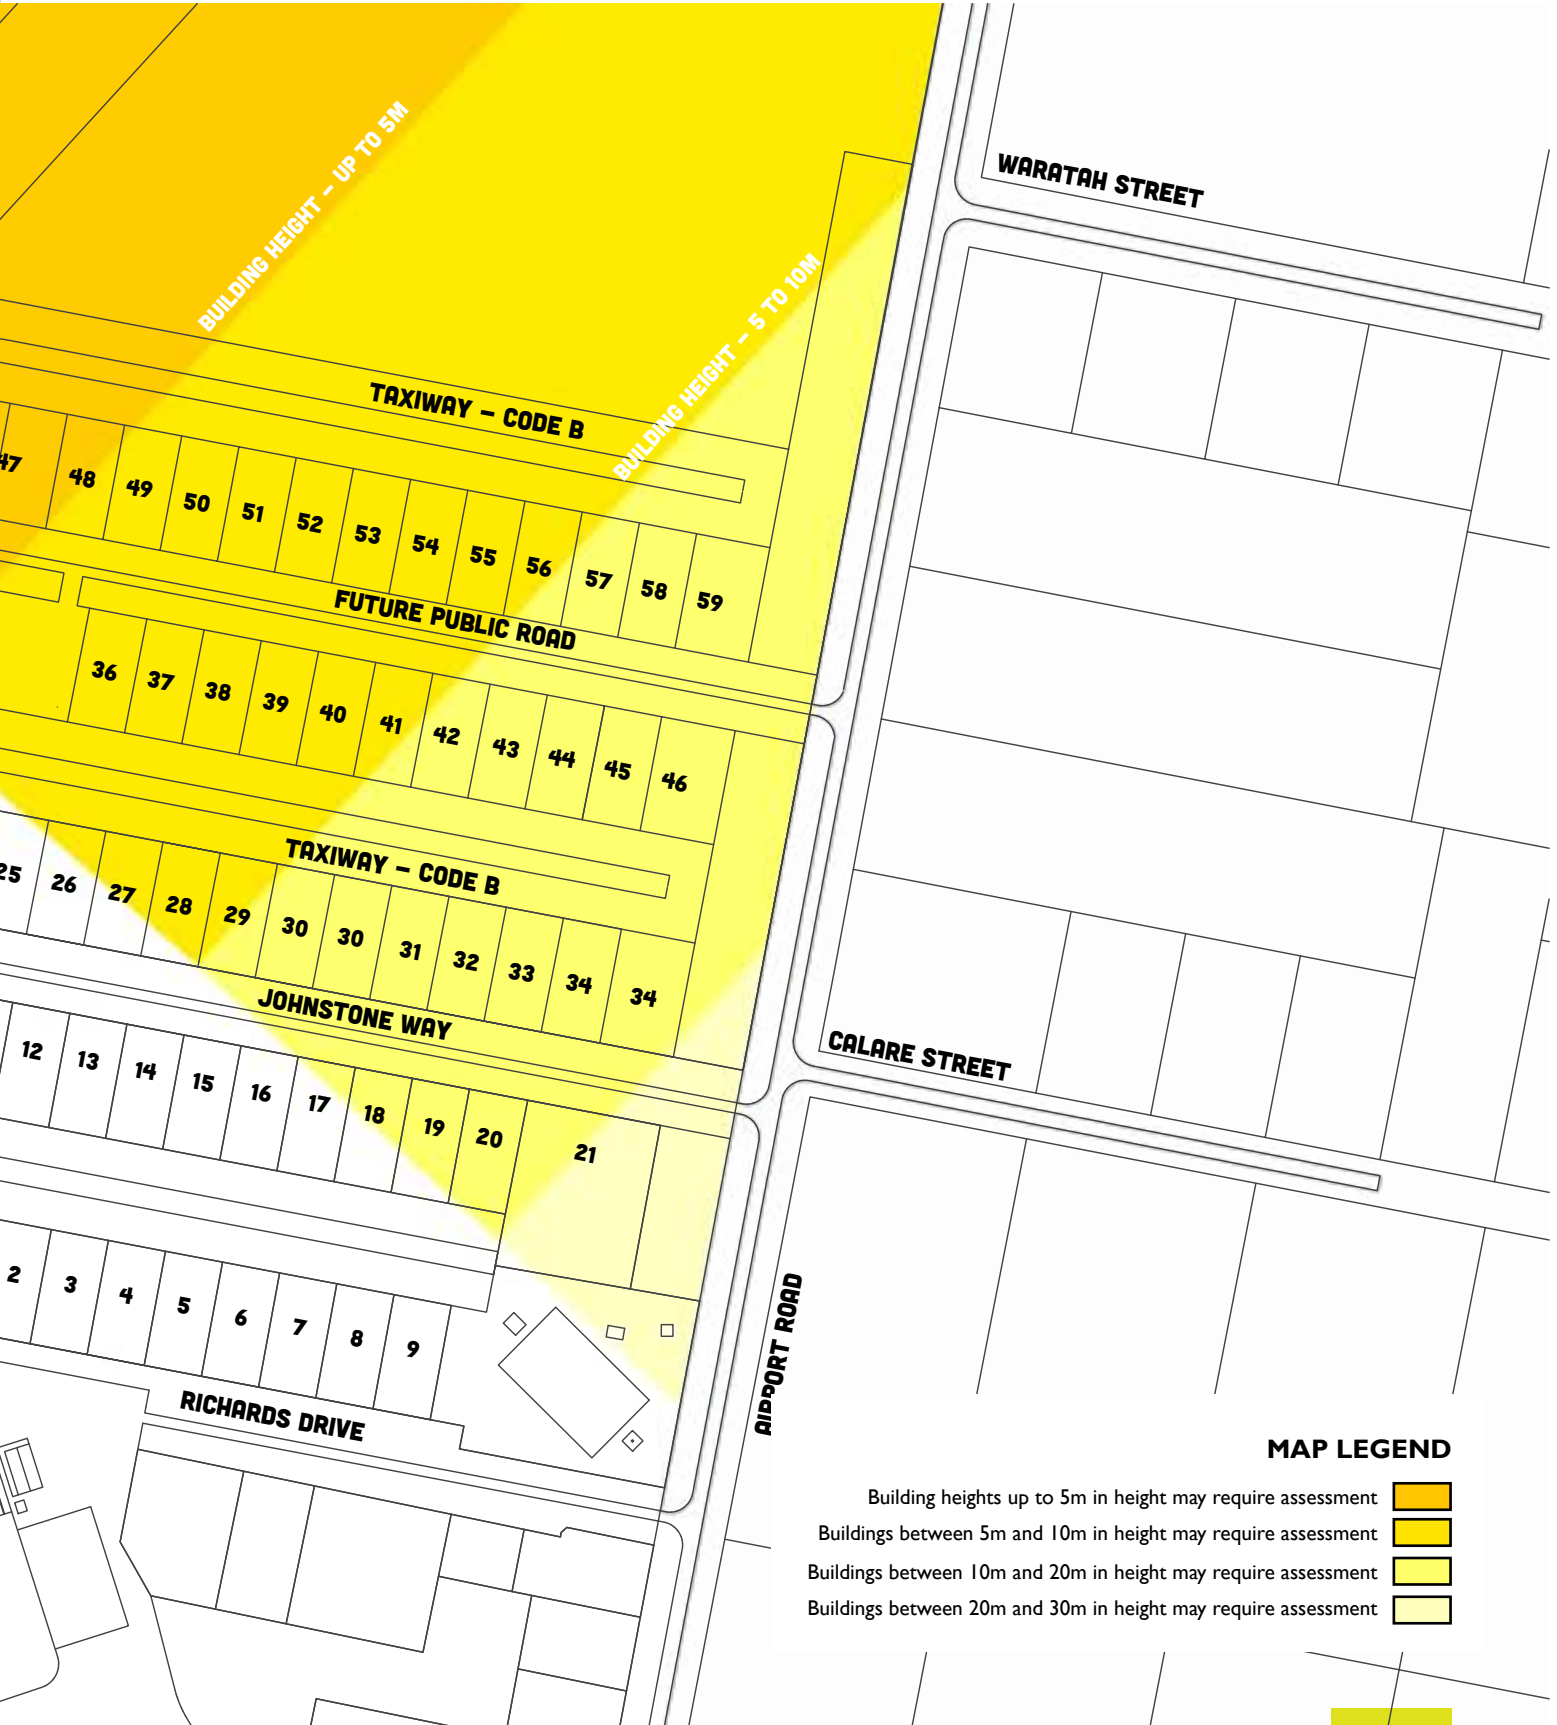 WARATAH STREET
BUILDING HEIGHT – UP TO 5M
BUILDING HEIGHT – 5 TO 10M
TAXIWAY – CODE B
47 48 49 50 51 52 53 54 55 56 57 58 59
FUTURE PUBLIC ROAD
36 37 38 39 40 41 42 43 44 45 46
TAXIWAY – CODE B
25 26 27 28 29 30 30 31 32 33 34 34
JOHNSTONE WAY
CALARE STREET
12 13 14 15 16 17 18 19 20 21
2 3 4 5 6 7 8 9
AIRPORT ROAD
RICHARDS DRIVE
MAP LEGEND
Building heights up to 5m in height may require assessment
Buildings between 5m and 10m in height may require assessment
Buildings between 10m and 20m in height may require assessment
Buildings between 20m and 30m in height may require assessment